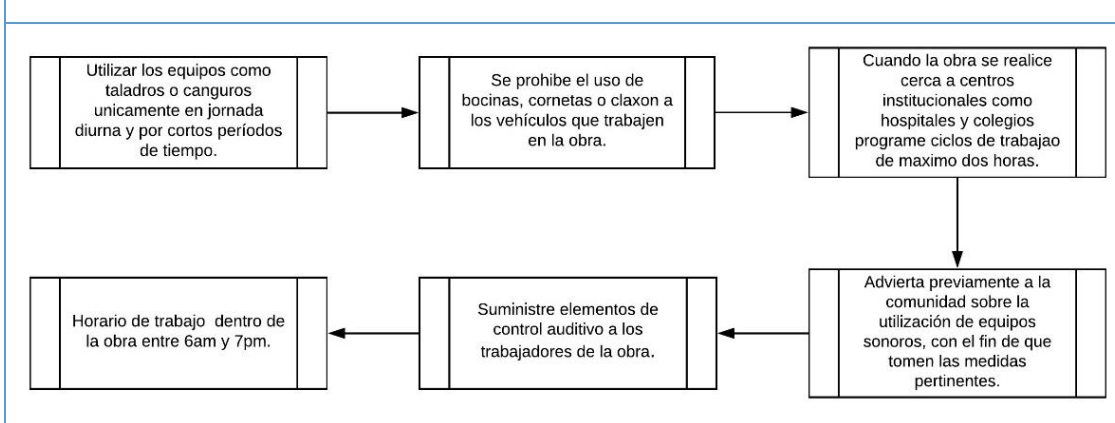 Utilizar los equipos como
taladros o canguros
unicamente en jornada
diurna y por cortos períodos
de tiempo.
Se prohibe el uso de
bocinas, cornetas o claxon a
los vehículos que trabajen
en la obra.
Cuando la obra se realice
cerca a centros
institucionales como
hospitales y colegios
programe ciclos de trabajao
de maximo dos horas.
Advierta previamente a la
comunidad sobre la
utilización de equipos
sonoros, con el fin de que
tomen las medidas
pertinentes.
Suministre elementos de
control auditivo a los
trabajadores de la obra.
Horario de trabajo dentro de
la obra entre 6am y 7pm.